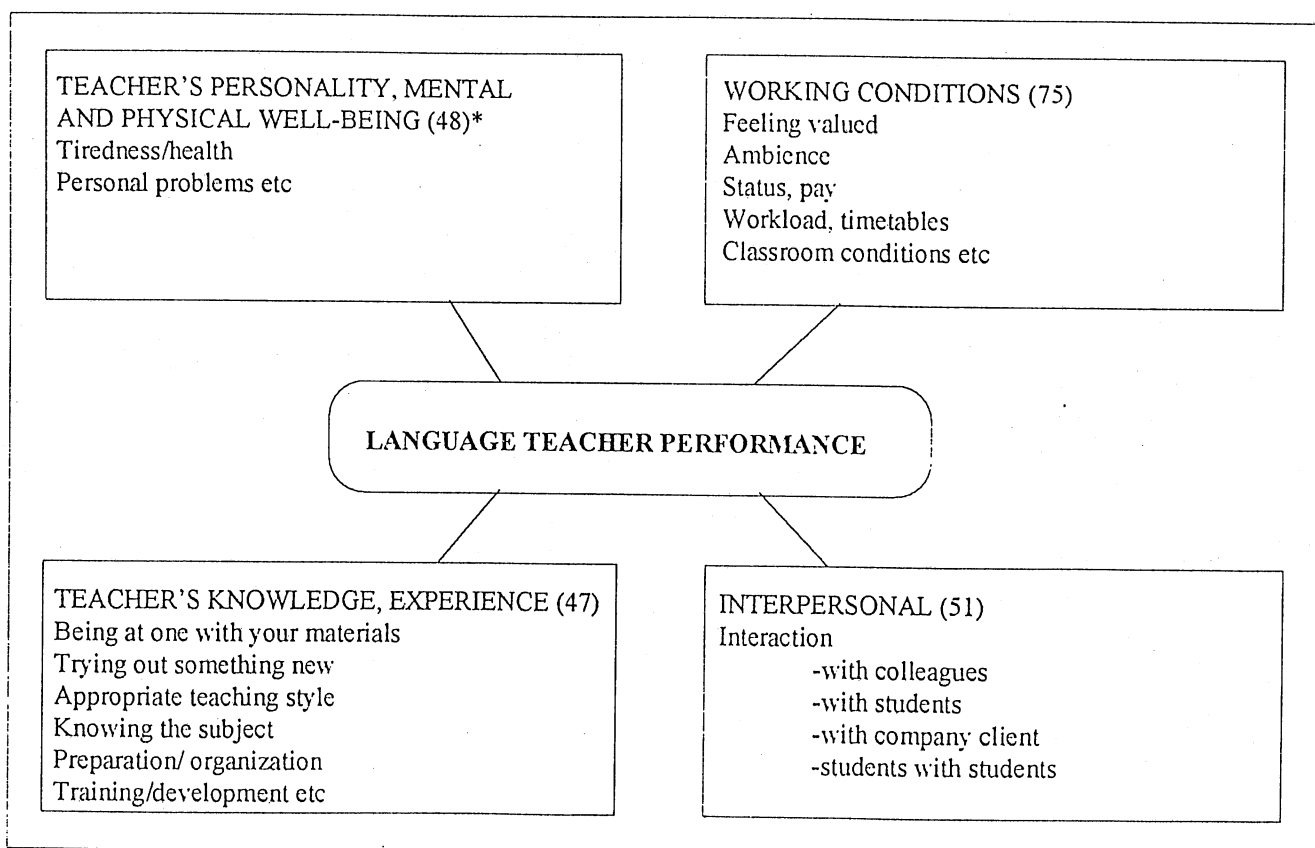 TEACHER'S PERSONALITY, MENTAL
AND PHYSICAL WELL-BEING (48)*
Tiredness/health
Personal problems etc
WORKING CONDITIONS (75)
Feeling valued
Ambience
Status, pay
Workload, timetables
Classroom conditions etc
LANGUAGE TEACHER PERFORMANCE
TEACHER'S KNOWLEDGE, EXPERIENCE (47)
Being at one with your materials
Trying out something new
Appropriate teaching style
Knowing the subject
Preparation/ organization
Training/development etc
INTERPERSONAL (51)
Interaction
-with colleagues
-with students
-with company client
-students with students